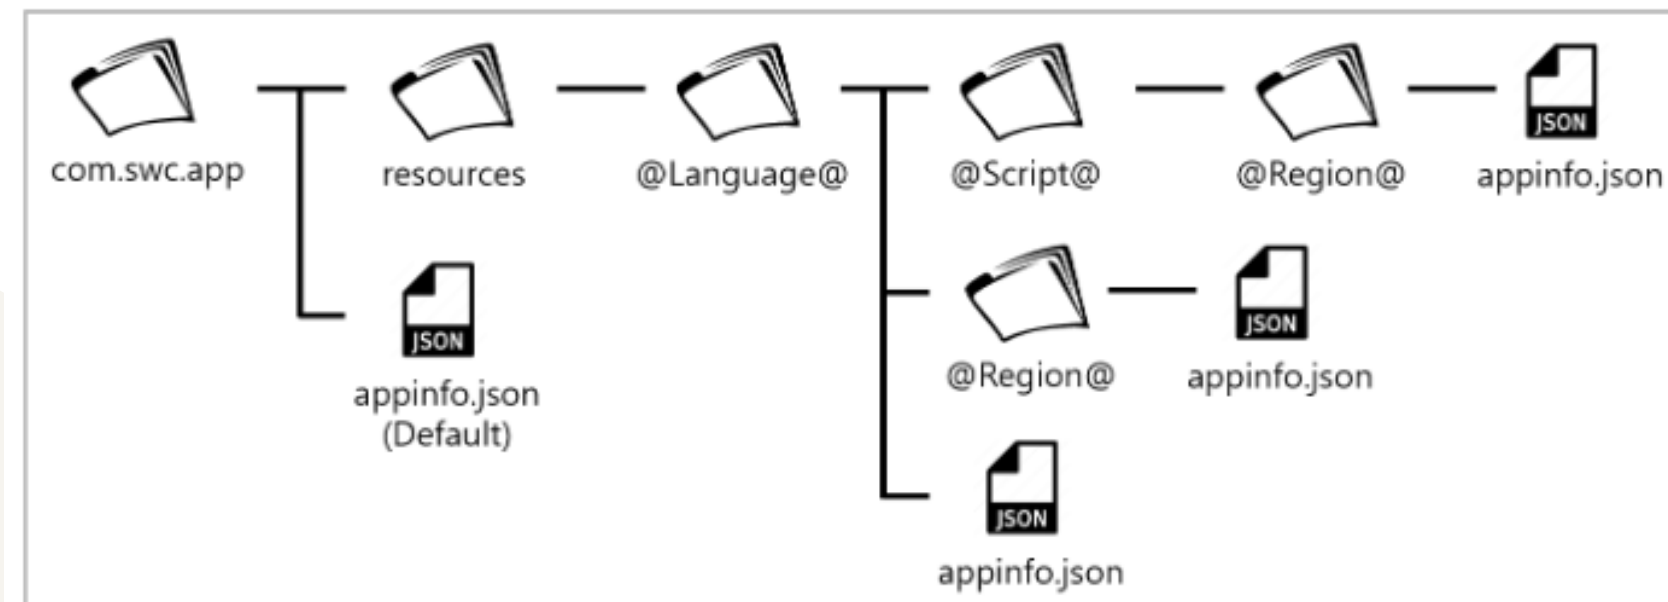 com.swc.app
resources
@Language@
@Script@
@Region@
JSON
appinfo.json
JSON
appinfo.json
(Default)
@Region@
JSON
appinfo.json
JSON
appinfo.json